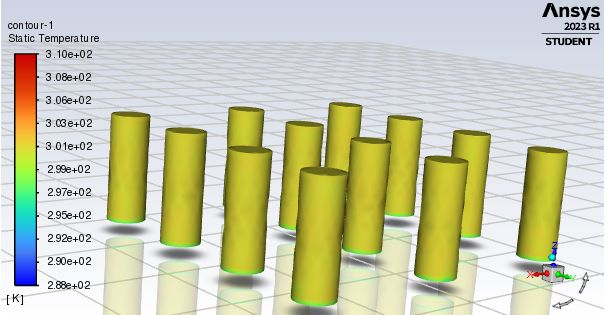 contour-1
Static Temperature
3.10e+02
3.08e+02
3.06e+02
3.03e+02
3.01e+02
2.99e+02
2.97e+02
2.95e+02
2.92e+02
2.90e+02
2.88e+02
[K]
Ansys
2023 R1
STUDENT
Z
X
Y